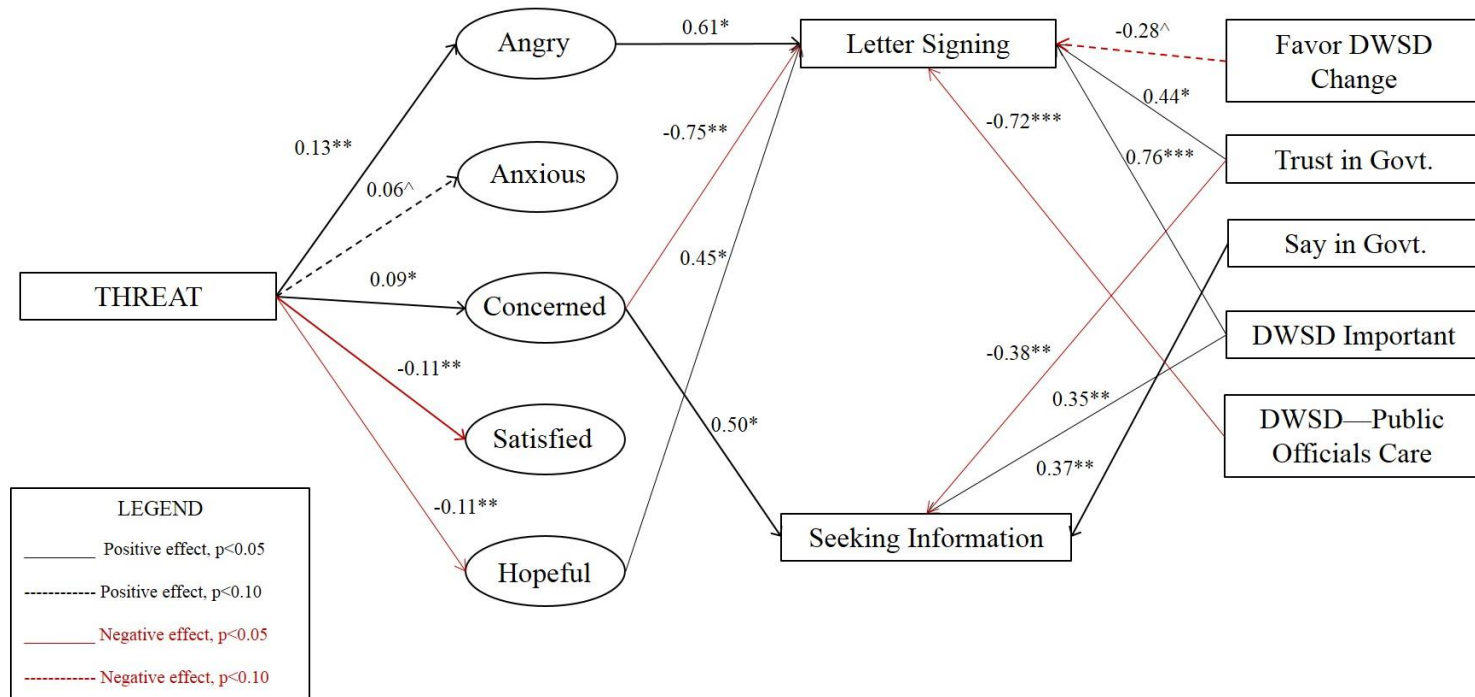 Angry
0.61*
Letter Signing
-0.28^
Favor DWSD
Change
0.44*
-0.72***
-0.75**
0.13**
0.76***
Trust in Govt.
Anxious
0.06^
Say in Govt.
0.45*
0.09*
THREAT
Concerned
DWSD Important
-0.38**
-0.11**
0.35**
0.50*
Satisfied
DWSD—Public
Officials Care
0.37**
-0.11**
Seeking Information
Hopeful
LEGEND
Positive effect, p<0.05
Positive effect, p<0.10
Negative effect, p<0.05
Negative effect, p<0.10